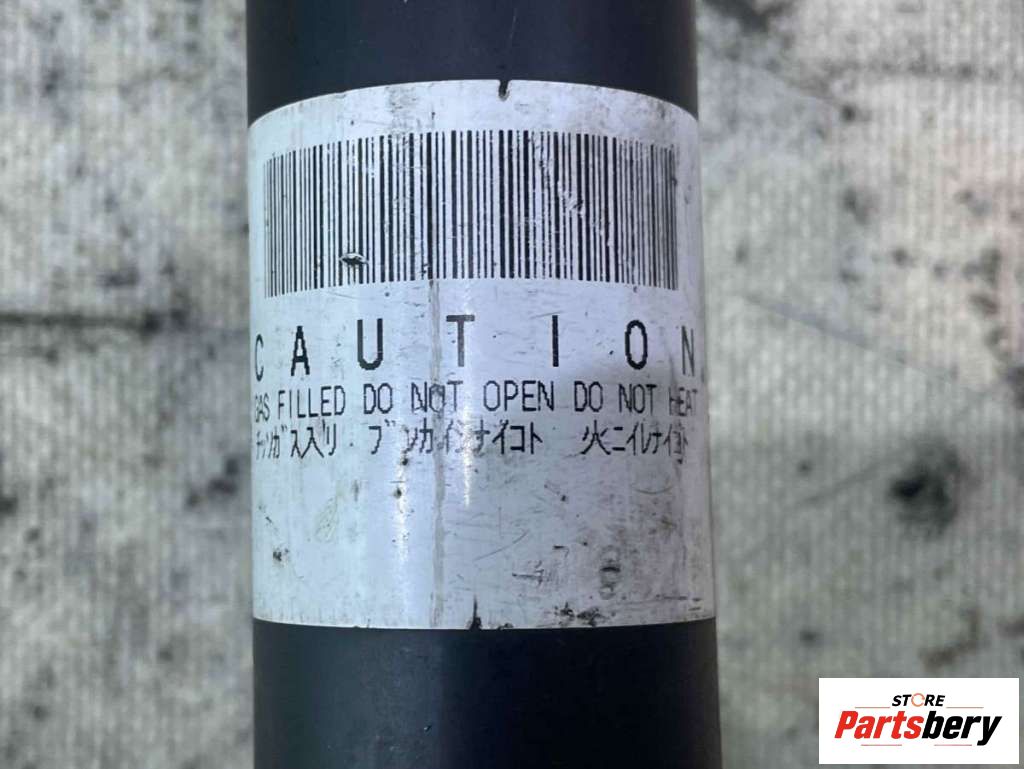 CAUTION
GAS FILLED DO NOT OPEN DO NOT HEAT
チッソガス入リ ブンカイシナイコト 火ニイレナイコト
STORE
Partsbery